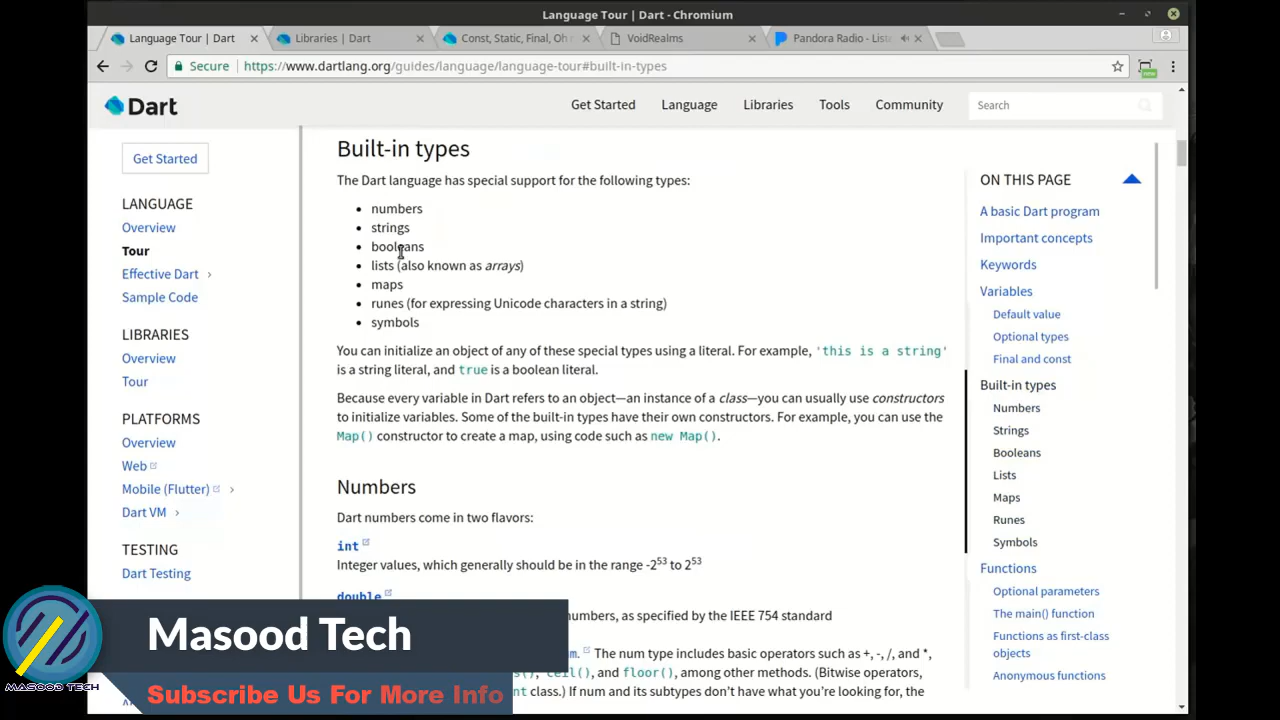 Language Tour | Dart - Chromium
Language Tour | Dart
Libraries | Dart
Const, Static, Final, Oh
VoidRealms
Pandora Radio - List
Secure
https://www.dartlang.org/guides/language/language-tour#built-in-types
new
Dart
Get Started
Language
Libraries
Tools
Community
Search
Get Started
LANGUAGE
Overview
Tour
Effective Dart
Sample Code
LIBRARIES
Overview
Tour
PLATFORMS
Overview
Web
Mobile (Flutter)
Dart VM
TESTING
Dart Testing
Built-in types
The Dart language has special support for the following types:
• numbers
• strings
• booleans
• lists (also known as arrays)
• maps
• runes (for expressing Unicode characters in a string)
• symbols
You can initialize an object of any of these special types using a literal. For example, 'this is a string'
is a string literal, and true is a boolean literal.
Because every variable in Dart refers to an object—an instance of a class—you can usually use constructors
to initialize variables. Some of the built-in types have their own constructors. For example, you can use the
Map() constructor to create a map, using code such as new Map().
Numbers
Dart numbers come in two flavors:
int
Integer values, which generally should be in the range -2^53 to 2^53
double
numbers, as specified by the IEEE 754 standard
The num type includes basic operators such as +, -, /, and *,
and floor(), among other methods. (Bitwise operators,
class.) If num and its subtypes don’t have what you’re looking for, the
ON THIS PAGE
A basic Dart program
Important concepts
Keywords
Variables
Default value
Optional types
Final and const
Built-in types
Numbers
Strings
Booleans
Lists
Maps
Runes
Symbols
Functions
Optional parameters
The main() function
Functions as first-class
objects
Anonymous functions
Masood Tech
MASOOD TECH
Subscribe Us For More Info